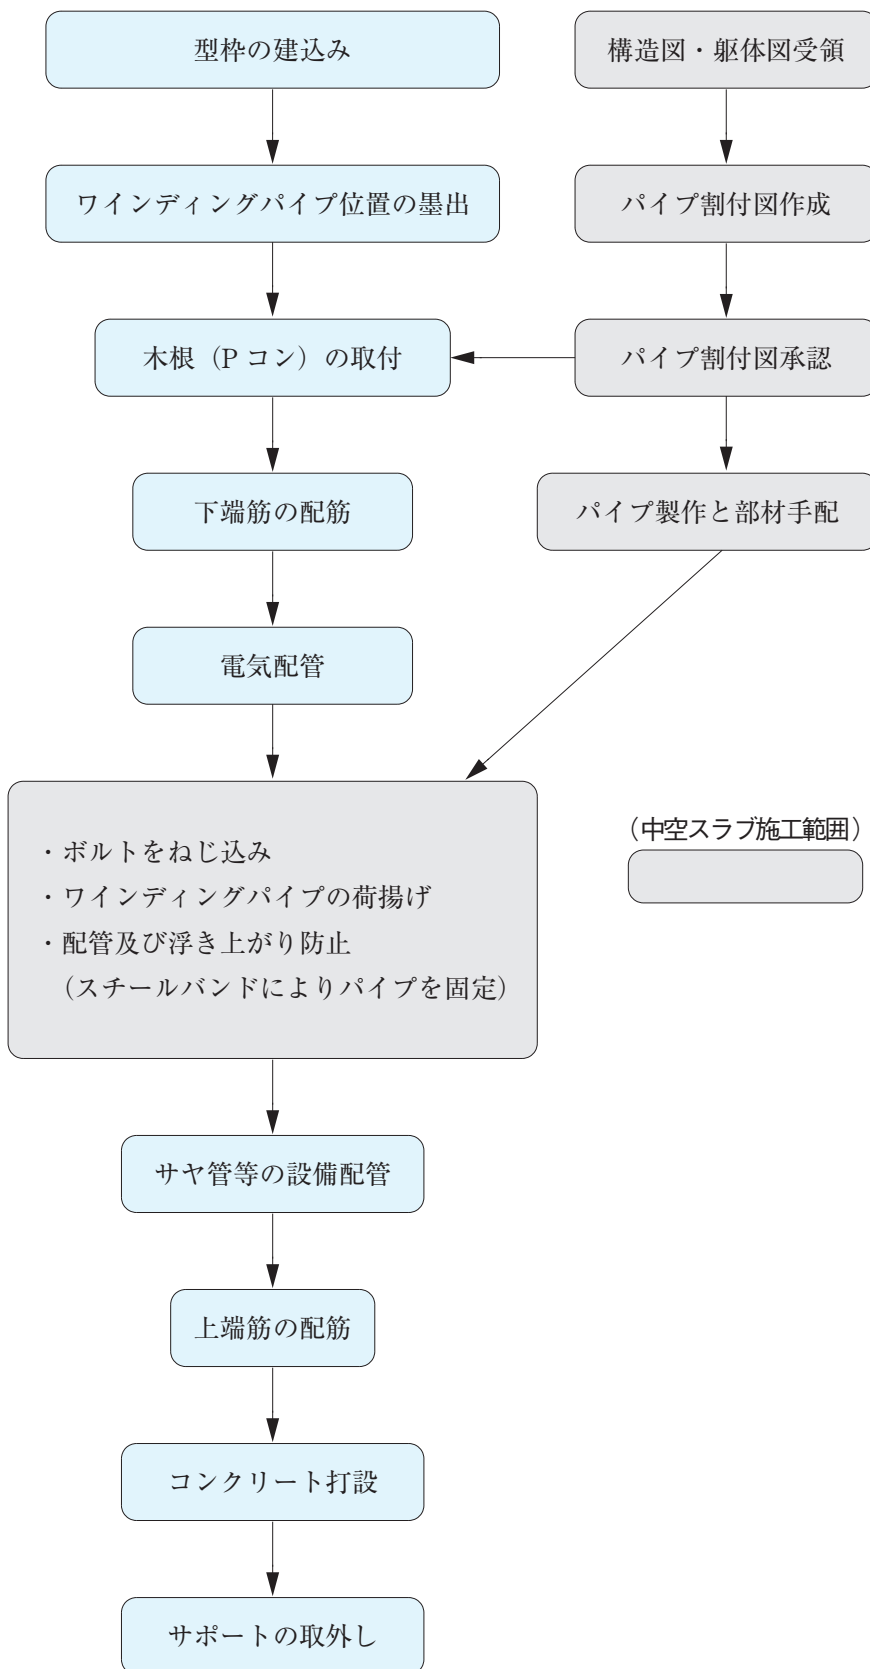 型枠の建込み
構造図・躯体図受領
ワインディングパイプ位置の墨出
パイプ割付図作成
木根（P コン）の取付
パイプ割付図承認
下端筋の配筋
パイプ製作と部材手配
電気配管
・ボルトをねじ込み
・ワインディングパイプの荷揚げ
・配管及び浮き上がり防止
（スチールバンドによりパイプを固定）
（中空スラブ施工範囲）
サヤ管等の設備配管
上端筋の配筋
コンクリート打設
サポートの取外し